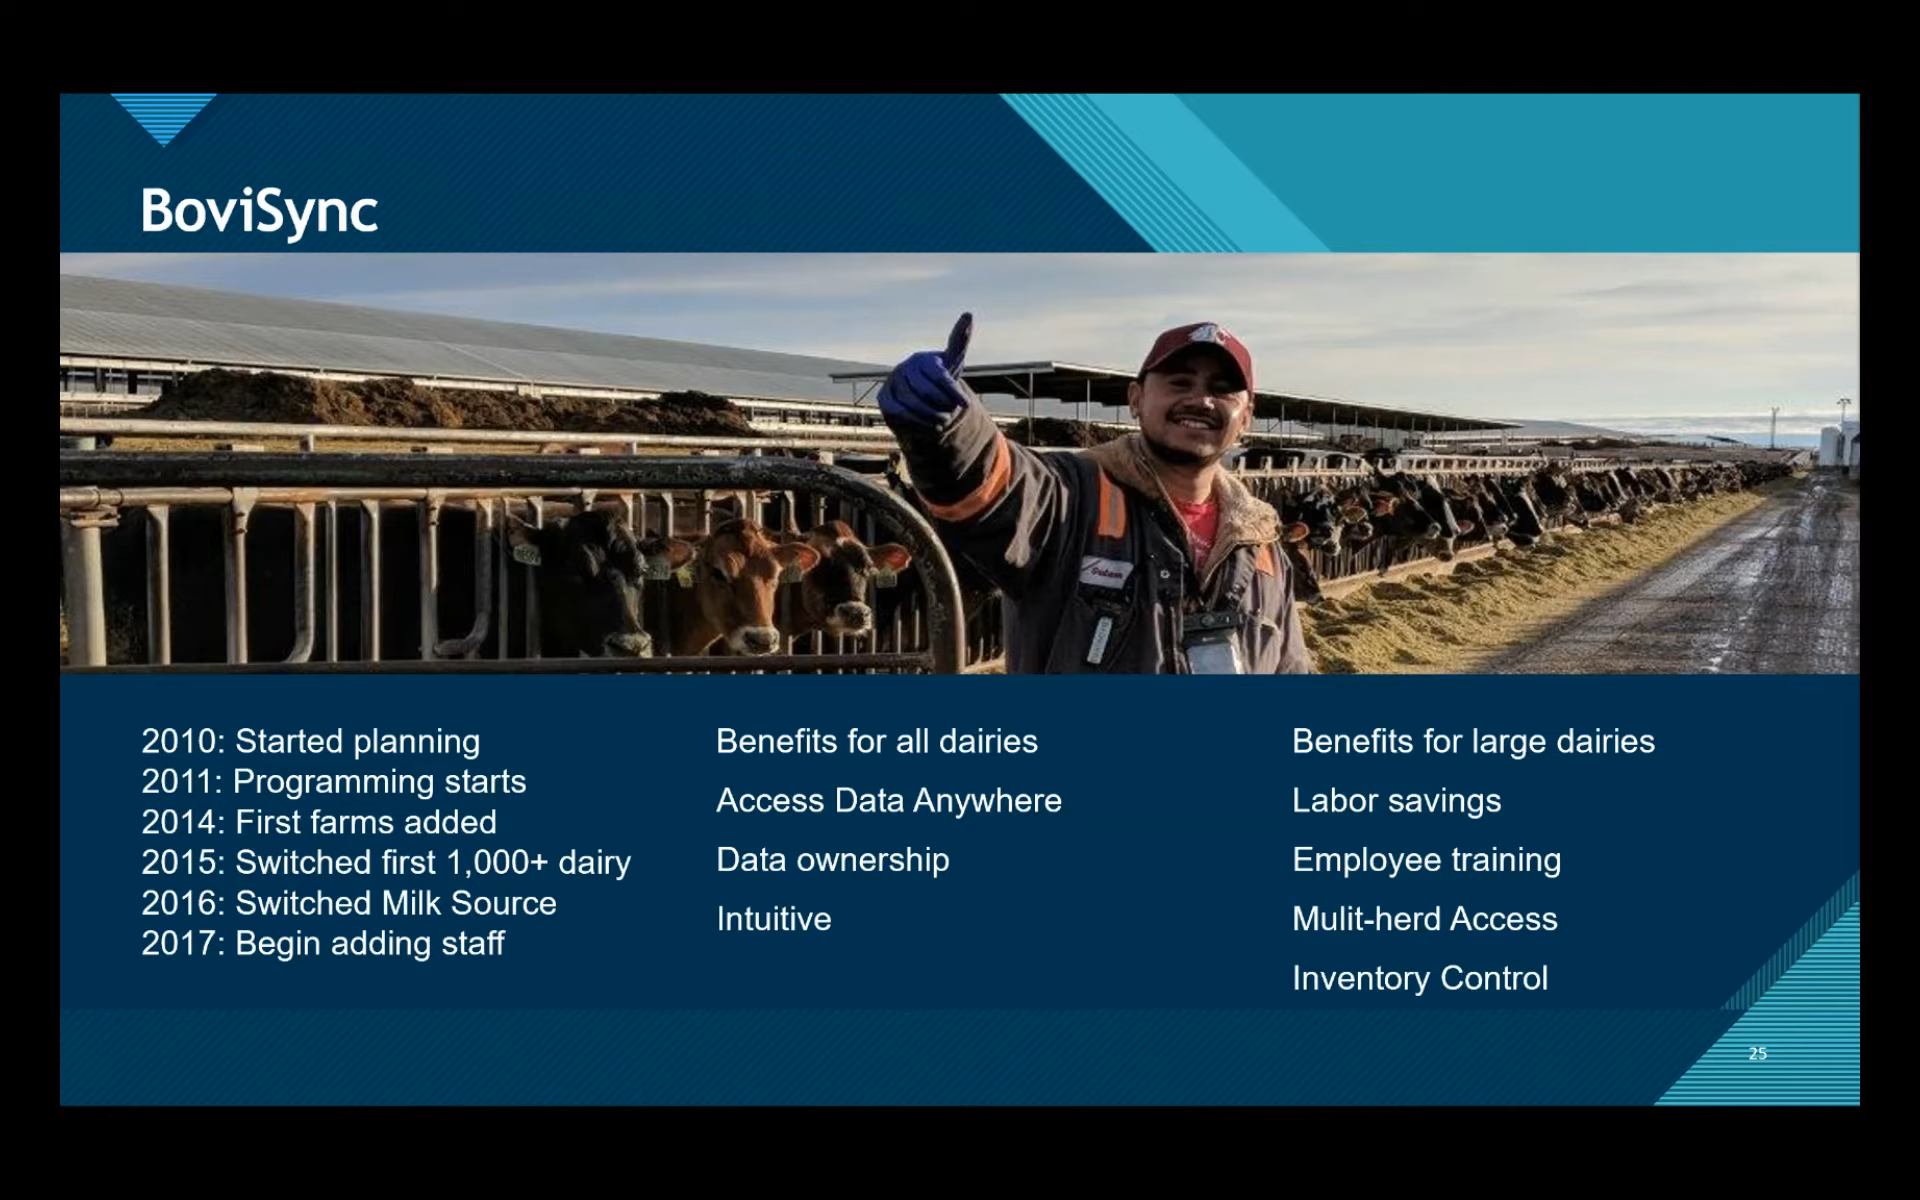 BoviSync
2010: Started planning
2011: Programming starts
2014: First farms added
2015: Switched first 1,000+ dairy
2016: Switched Milk Source
2017: Begin adding staff
Benefits for all dairies
Access Data Anywhere
Data ownership
Intuitive
Benefits for large dairies
Labor savings
Employee training
Mulit-herd Access
Inventory Control
25